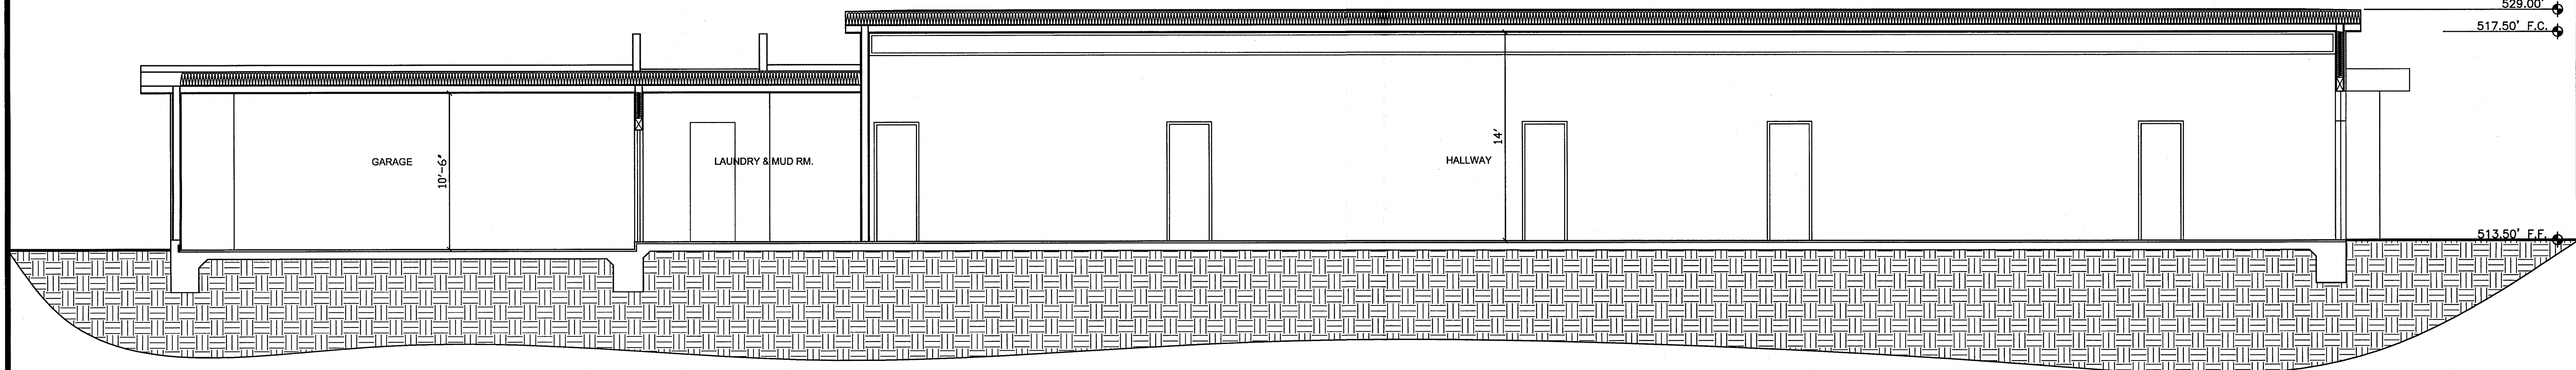 529.00'
517.50' F.C.
GARAGE
10'-6"
LAUNDRY & MUD RM.
HALLWAY
14'
513.50' F.F.